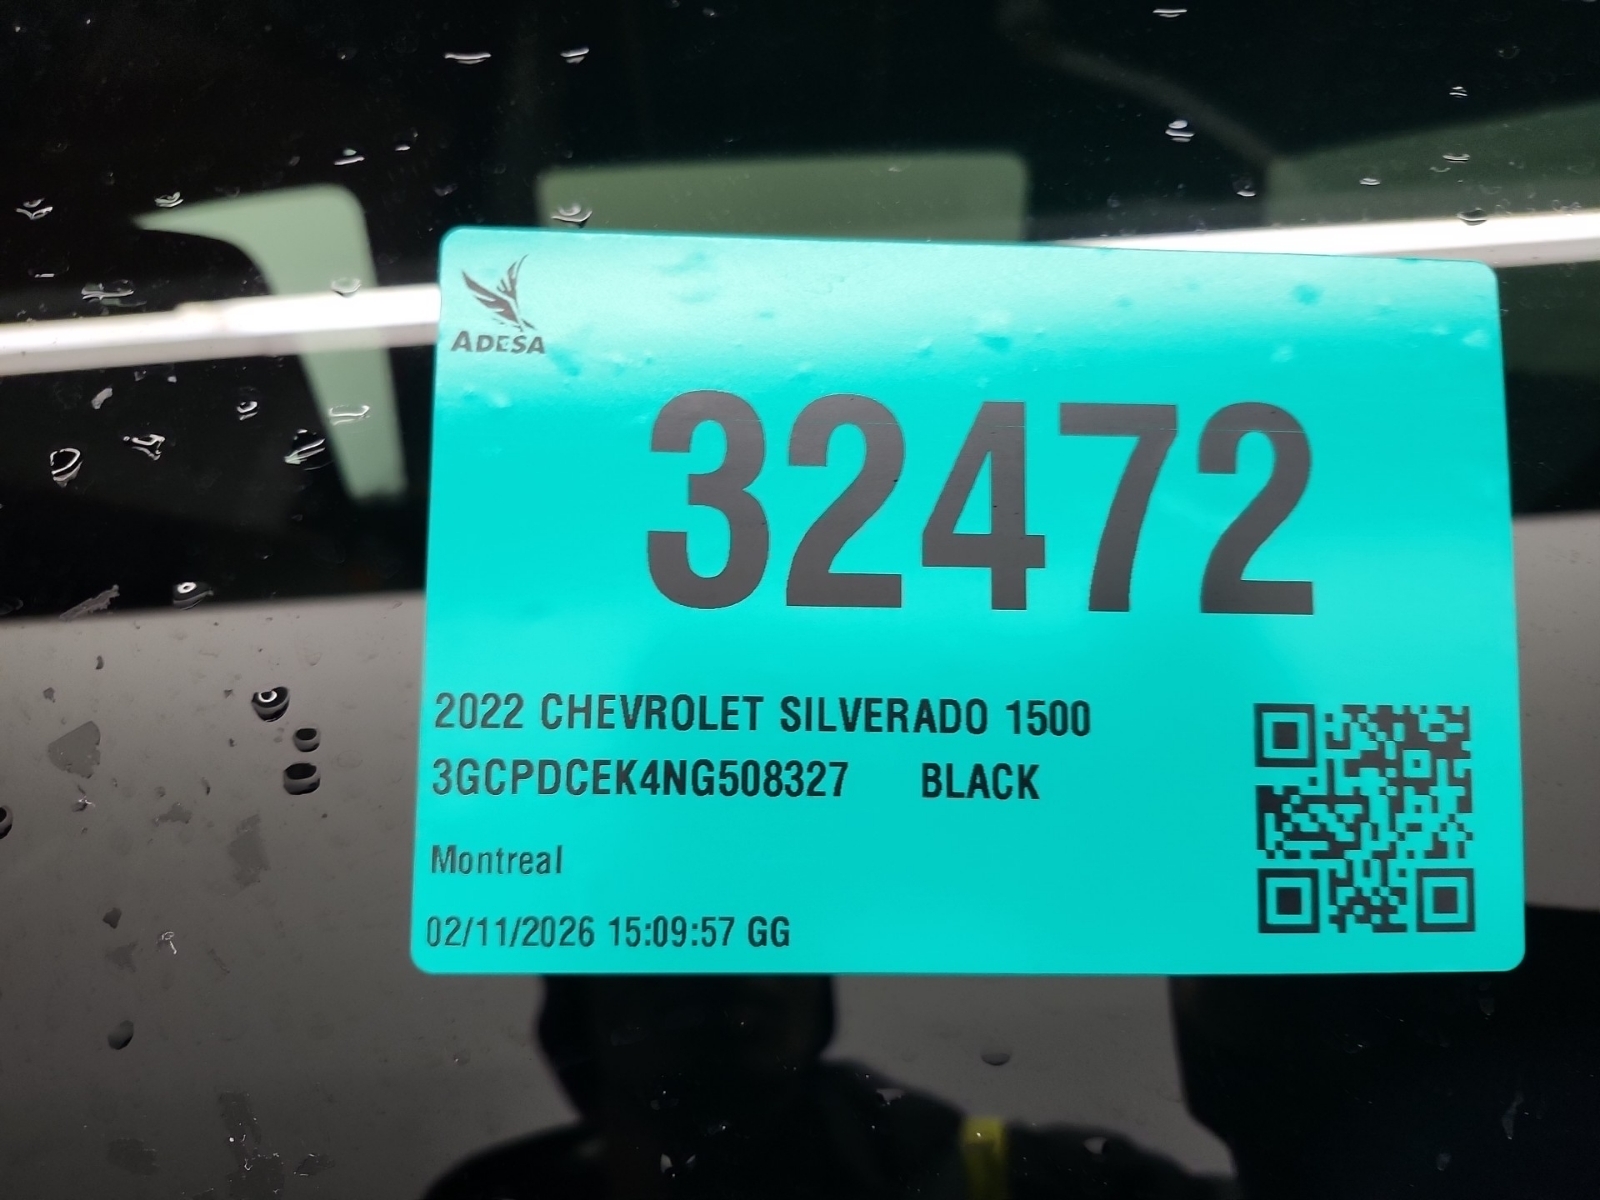 ADESA
32472
2022 CHEVROLET SILVERADO 1500
3GCPDCEK4NG508327 BLACK
Montreal
02/11/2026 15:09:57 GG